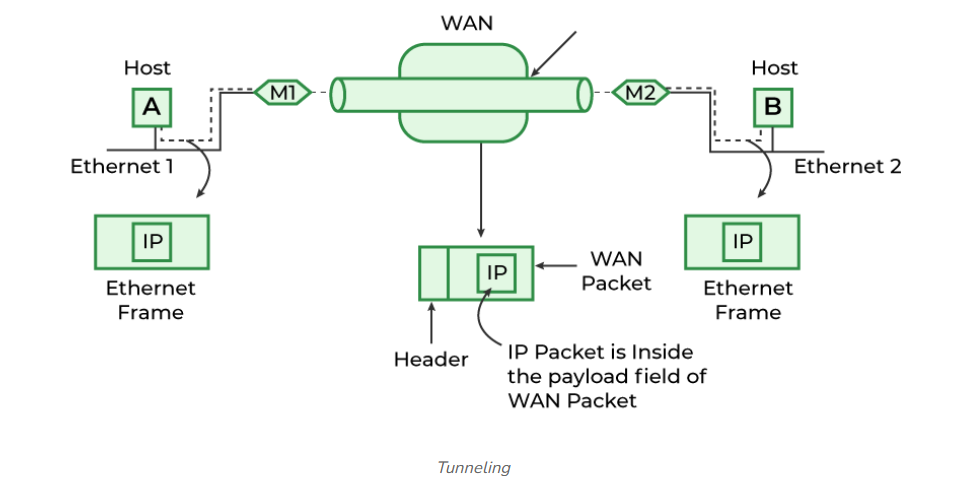 WAN
Host
Host
A
M1
M2
B
Ethernet 1
Ethernet 2
IP
IP
IP
WAN
Packet
Ethernet
Frame
Ethernet
Frame
Header
IP Packet is Inside
the payload field of
WAN Packet
Tunneling